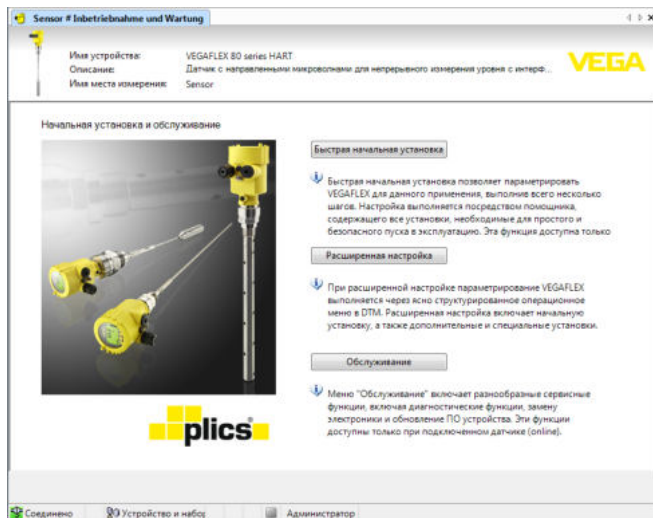 Sensor # Inbetriebnahme und Wartung
Имя устройства: VEGAFLEX 80 series HART
Описание: Датчик с направленными микроволнами для непрерывного измерения уровня с интерф...
Имя места измерения: Sensor
VEGA
Начальная установка и обслуживание
Быстрая начальная установка
Быстрая начальная установка позволяет параметрировать
VEGAFLEX для данного применения, выполнив всего несколько
шагов. Настройка выполняется посредством помощника,
содержащего все установки, необходимые для простого и
безопасного пуска в эксплуатацию. Эта функция доступна только
Расширенная настройка
При расширенной настройке параметрирование VEGAFLEX
выполняется через ясно структурированное операционное
меню в DTM. Расширенная настройка включает начальную
установку, а также дополнительные и специальные установки.
Обслуживание
Меню "Обслуживание" включает разнообразные сервисные
функции, включая диагностические функции, замену
электроники и обновление ПО устройства. Эти функции
доступны только при подключенном датчике (online).
plics
Соединено Устройство и набор Администратор